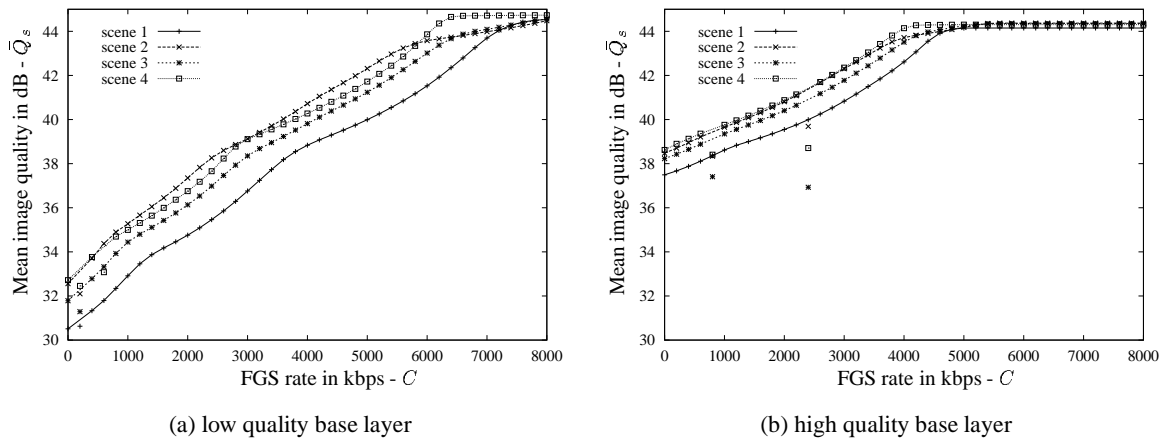 Mean image quality in dB - Q̄s
46
44
42
40
38
36
34
32
30
scene 1
scene 2
scene 3
scene 4
0 1000 2000 3000 4000 5000 6000 7000 8000
FGS rate in kbps - C
(a) low quality base layer
Mean image quality in dB - Q̄s
44
42
40
38
36
34
32
30
scene 1
scene 2
scene 3
scene 4
0 1000 2000 3000 4000 5000 6000 7000 8000
FGS rate in kbps - C
(b) high quality base layer